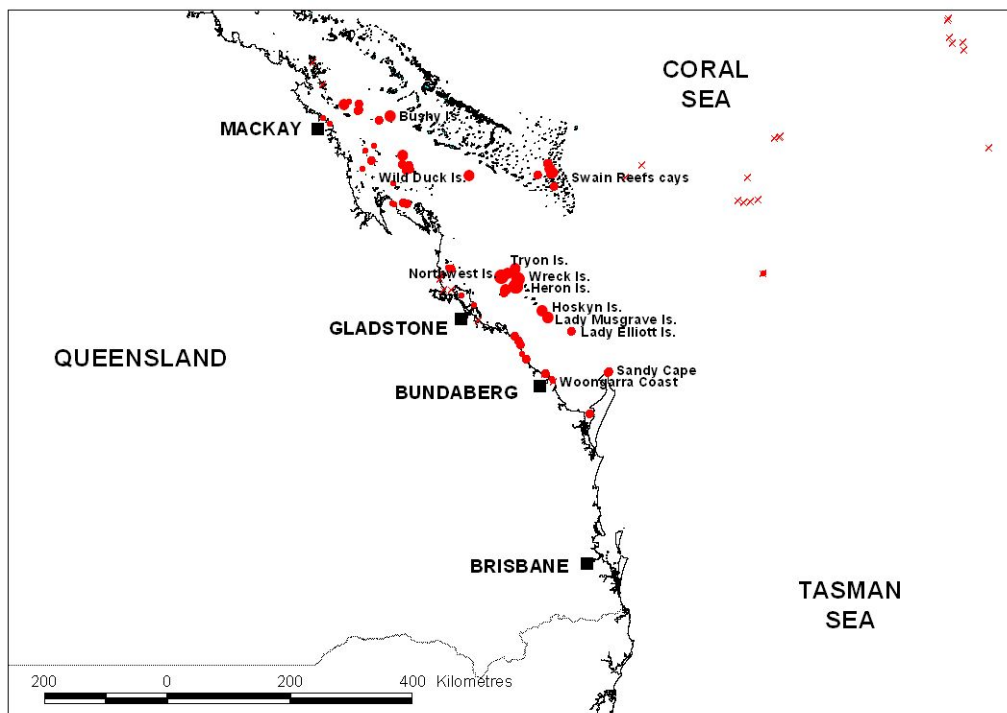 CORAL
SEA
Bushy Is.
MACKAY
Wild Duck Is.
Swain Reefs cays
Tryon Is.
Northwest Is.
Wreck Is.
Heron Is.
Hoskyn Is.
Lady Musgrave Is.
GLADSTONE
Lady Elliott Is.
QUEENSLAND
Sandy Cape
Woongarra Coast
BUNDABERG
BRISBANE
TASMAN
SEA
200 0 200 400 Kilometres